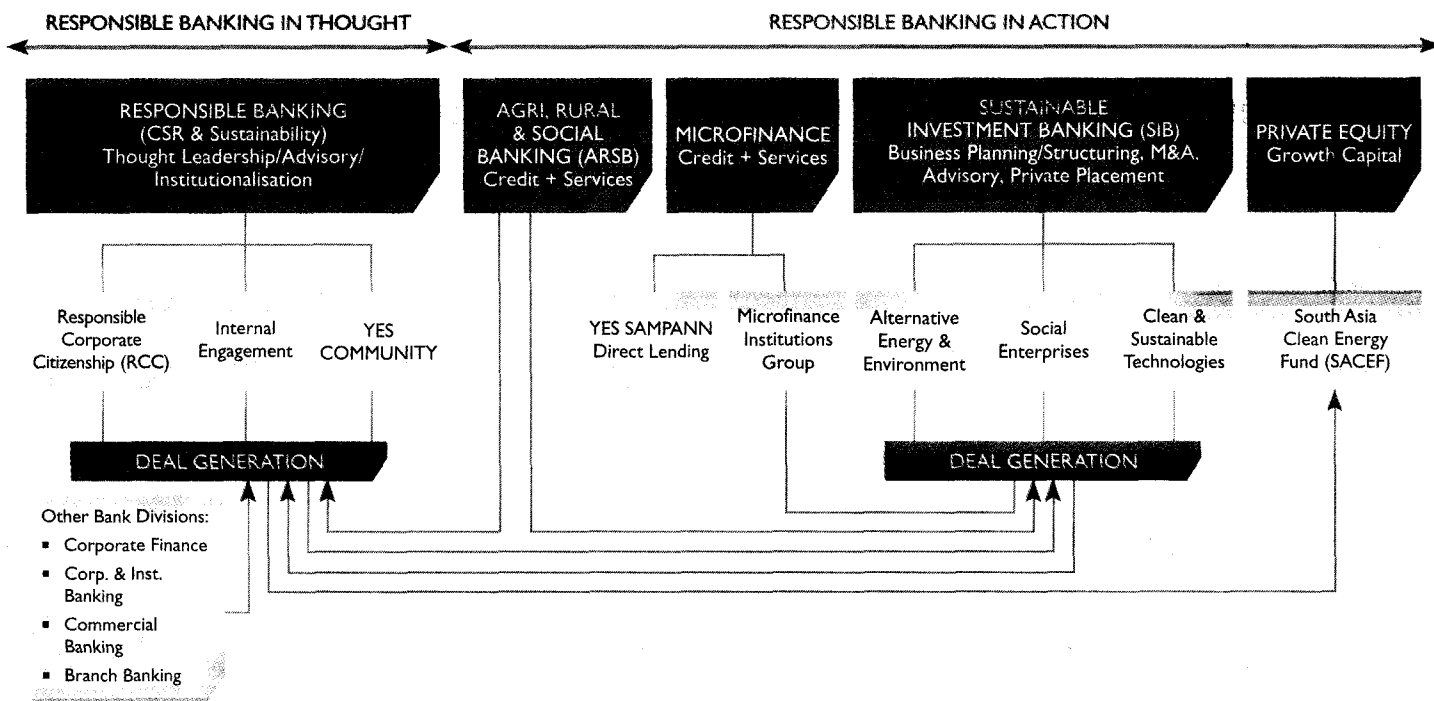 RESPONSIBLE BANKING IN THOUGHT
RESPONSIBLE BANKING IN ACTION
RESPONSIBLE BANKING
(CSR & Sustainability)
Thought Leadership/Advisory/
Institutionalisation
AGRI, RURAL
& SOCIAL
BANKING (ARSB)
Credit + Services
MICROFINANCE
Credit + Services
SUSTAINABLE
INVESTMENT BANKING (SIB)
Business Planning/Structuring, M&A,
Advisory, Private Placement
PRIVATE EQUITY
Growth Capital
Responsible
Corporate
Citizenship (RCC)
Internal
Engagement
YES
COMMUNITY
YES SAMPANN
Direct Lending
Microfinance
Institutions
Group
Alternative
Energy &
Environment
Social
Enterprises
Clean &
Sustainable
Technologies
South Asia
Clean Energy
Fund (SACEF)
DEAL GENERATION
DEAL GENERATION
Other Bank Divisions:
▪ Corporate Finance
▪ Corp. & Inst.
Banking
▪ Commercial
Banking
▪ Branch Banking